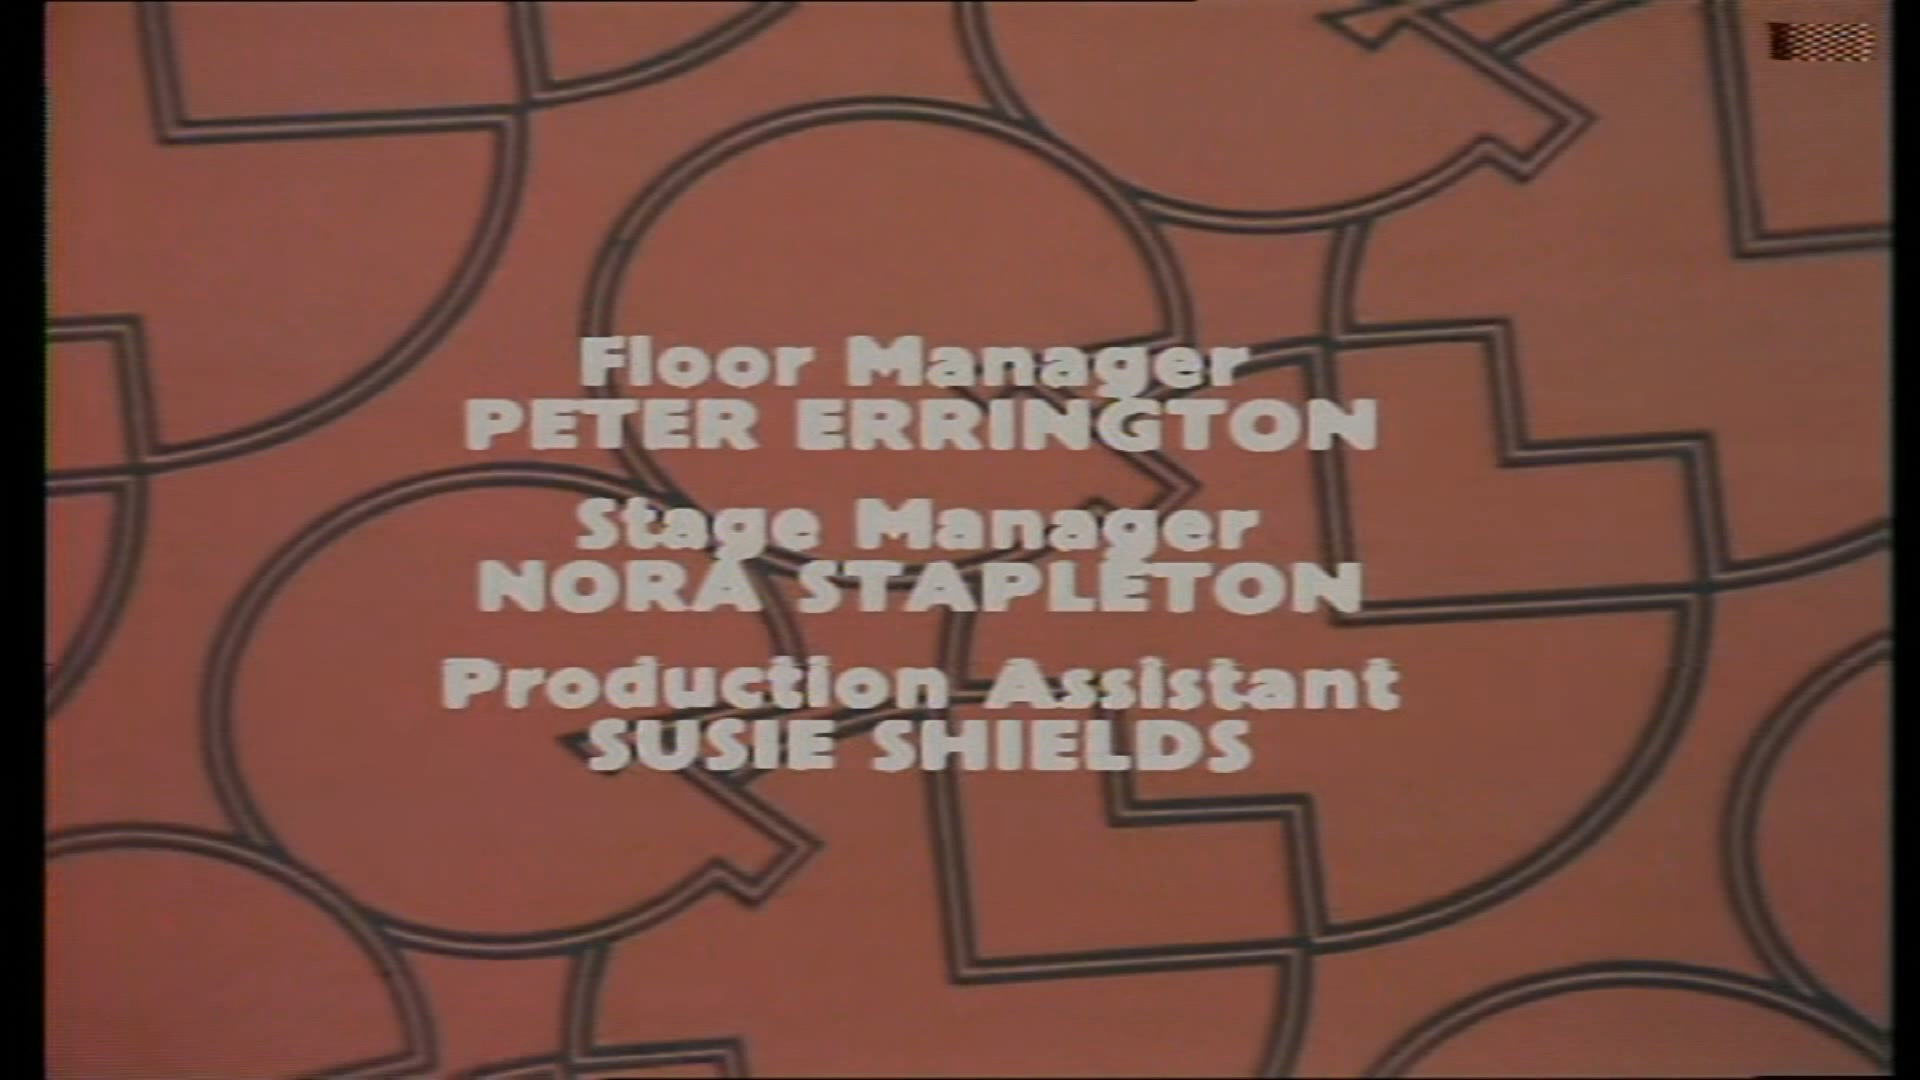 Floor Manager
PETER ERRINGTON
Stage Manager
NORA STAPLETON
Production Assistant
SUSIE SHIELDS